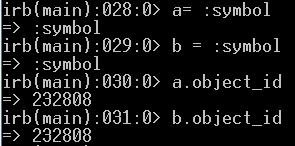 irb(main):028:0> a= :symbol
=> :symbol
irb(main):029:0> b = :symbol
=> :symbol
irb(main):030:0> a.object_id
=> 232808
irb(main):031:0> b.object_id
=> 232808